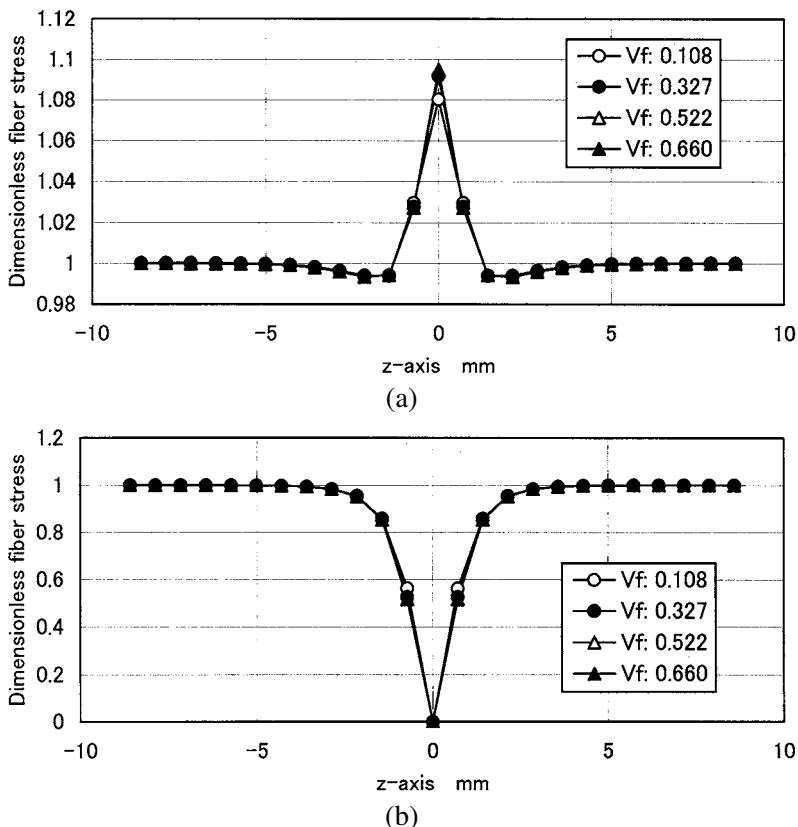 1.12
1.1
1.08
1.06
1.04
1.02
1
0.98
Dimensionless fiber stress
Vf: 0.108
Vf: 0.327
Vf: 0.522
Vf: 0.660
-10
-5
0
5
10
z-axis mm
(a)
1.2
1
0.8
0.6
0.4
0.2
0
Dimensionless fiber stress
Vf: 0.108
Vf: 0.327
Vf: 0.522
Vf: 0.660
-10
-5
0
5
10
z-axis mm
(b)